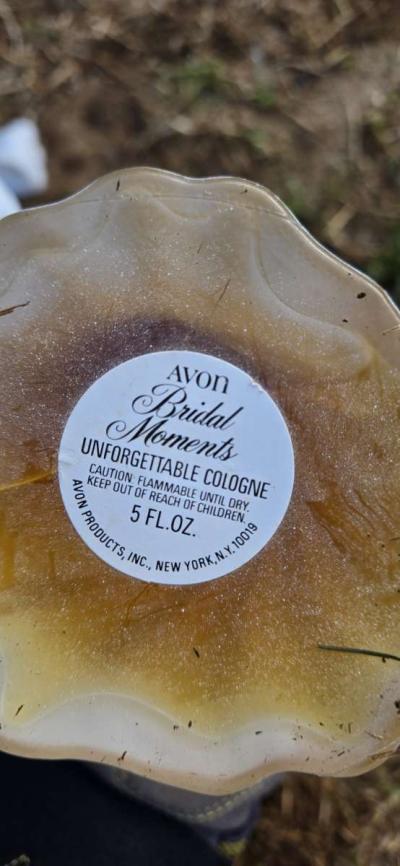 AVON
Bridal
Moments
UNFORGETTABLE COLOGNE
CAUTION: FLAMMABLE UNTIL DRY.
KEEP OUT OF REACH OF CHILDREN.
5 FL.OZ.
AVON PRODUCTS, INC., NEW YORK, N.Y. 10019